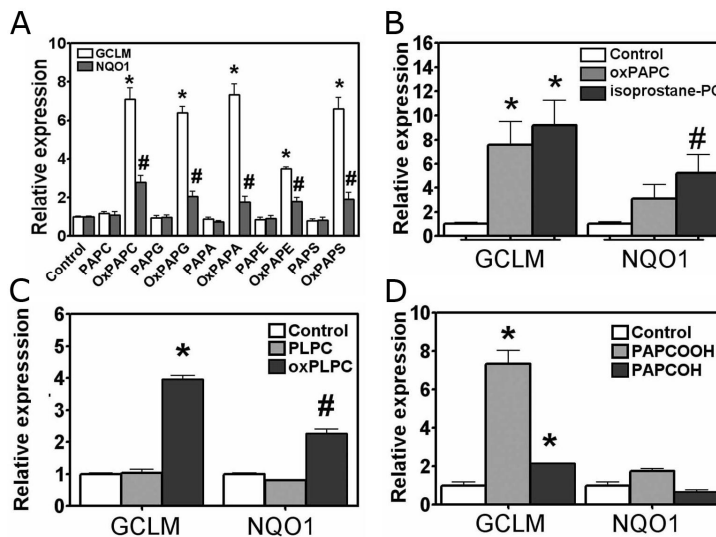 A
Relative expression
10
8
6
4
2
0
GCLM
NQO1
*
#
*
#
*
#
*
#
*
#
Control
PAPC
OxPAPC
PAPG
OxPAPG
PAPA
OxPAPA
PAPE
OxPAPE
PAPS
OxPAPS
B
Relative expression
16
14
12
10
8
6
4
2
0
Control
oxPAPC
isoprostane-PC
*
*
#
GCLM NQO1
C
Relative expresssion
6
5
4
3
2
1
0
Control
PLPC
oxPLPC
*
#
GCLM NQO1
D
Relative expression
10
8
6
4
2
0
Control
PAPCOOH
PAPCOH
*
*
GCLM NQO1